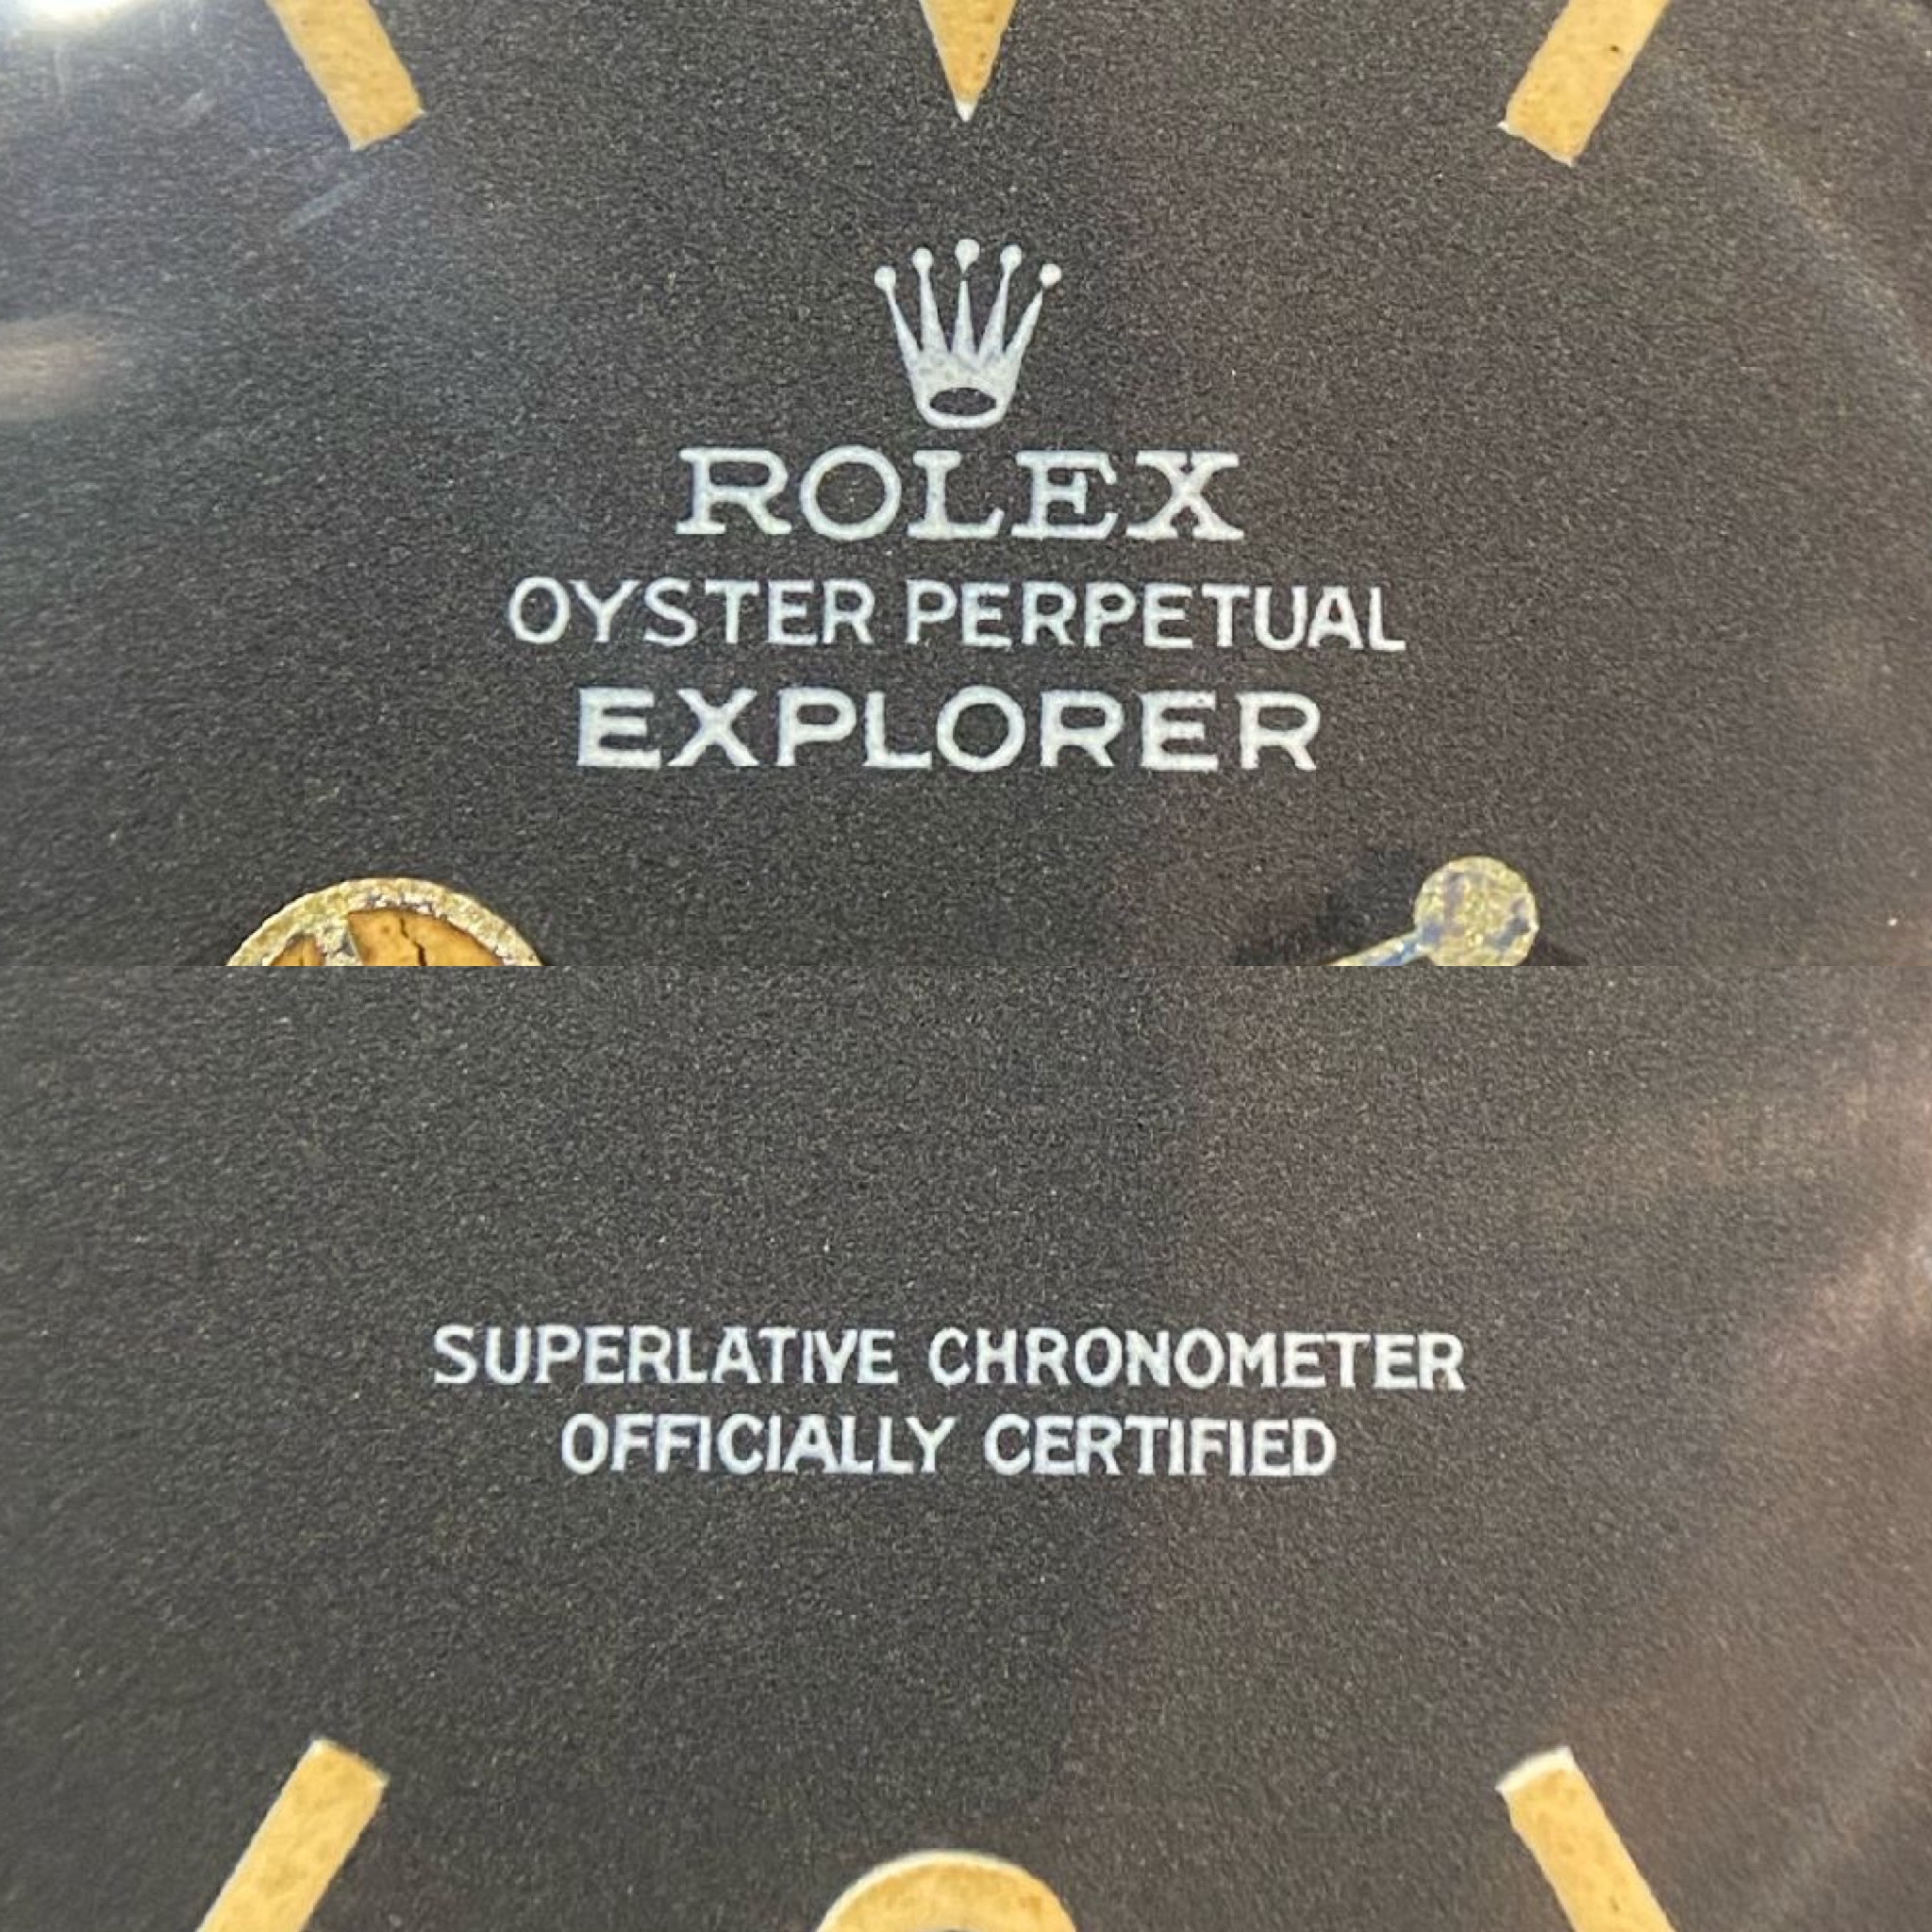 ROLEX
OYSTER PERPETUAL
EXPLORER
SUPERLATIVE CHRONOMETER
OFFICIALLY CERTIFIED